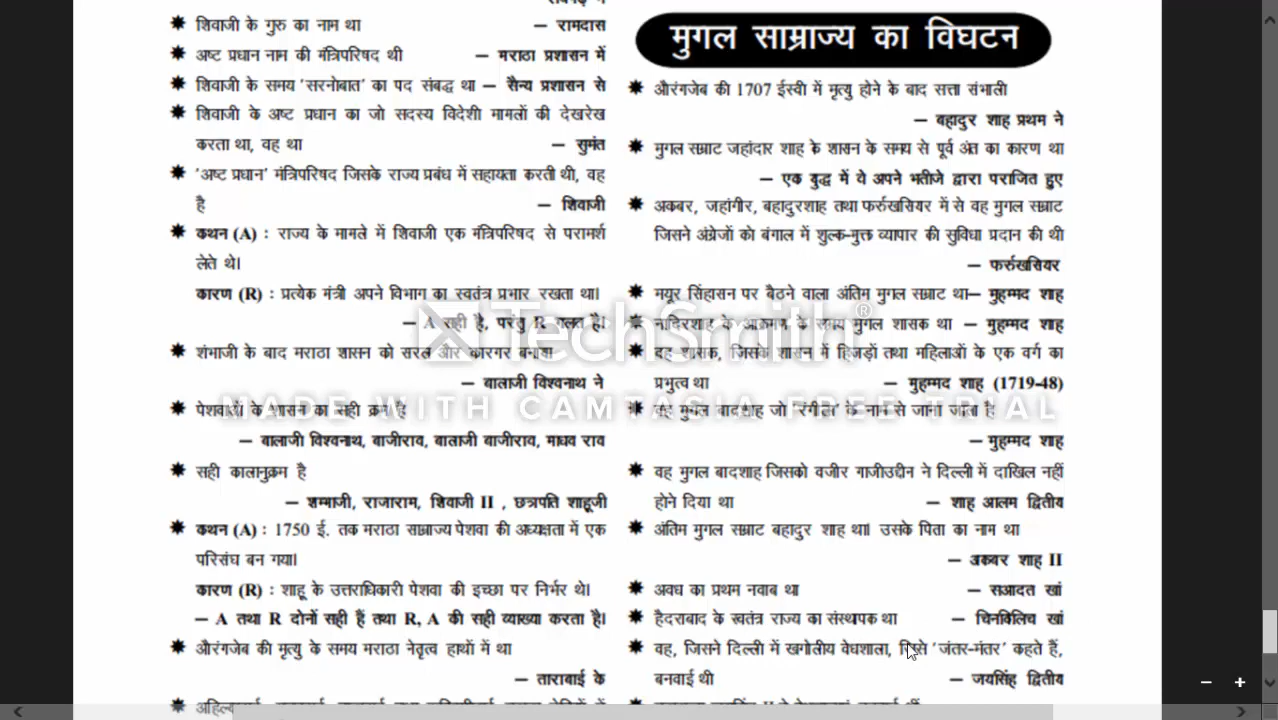 शिवाजी के गुरु का नाम था — रामदास
अष्ट प्रधान नाम की मंत्रिपरिषद थी — मराठा प्रशासन में
शिवाजी के समय 'सरनोबात' का पद संबद्ध था — सैन्य प्रशासन से
शिवाजी के अष्ट प्रधान का जो सदस्य विदेशी मामलों की देखरेख
करता था, वह था — सुमंत
'अष्ट प्रधान' मंत्रिपरिषद जिसके राज्य प्रबंध में सहायता करती थी, वह
है — शिवाजी
कथन (A) : राज्य के मामले में शिवाजी एक मंत्रिपरिषद से परामर्श
लेते थे।
कारण (R) : प्रत्येक मंत्री अपने विभाग का स्वतंत्र प्रभार रखता था।
— A सही है, परंतु R गलत है।
शंभाजी के बाद मराठा शासन को सरल और कारगर बनाया
— बालाजी विश्वनाथ ने
पेशवाओं के शासन का सही क्रम है
— बालाजी विश्वनाथ, बाजीराव, बालाजी बाजीराव, माधव राव
सही कालानुक्रम है
— शम्भाजी, राजाराम, शिवाजी II , छत्रपति शाहूजी
कथन (A) : 1750 ई. तक मराठा साम्राज्य पेशवा की अध्यक्षता में एक
परिसंघ बन गया।
कारण (R) : शाहू के उत्तराधिकारी पेशवा की इच्छा पर निर्भर थे।
— A तथा R दोनों सही हैं तथा R, A की सही व्याख्या करता है।
औरंगजेब की मृत्यु के समय मराठा नेतृत्व हाथों में था
— ताराबाई के
मुगल साम्राज्य का विघटन
औरंगजेब की 1707 ईस्वी में मृत्यु होने के बाद सत्ता संभाली
— बहादुर शाह प्रथम ने
मुगल सम्राट जहांदार शाह के शासन के समय से पूर्व अंत का कारण था
— एक युद्ध में वे अपने भतीजे द्वारा पराजित हुए
अकबर, जहांगीर, बहादुरशाह तथा फर्रुखसियर में से वह मुगल सम्राट
जिसने अंग्रेजों को बंगाल में शुल्क-मुक्त व्यापार की सुविधा प्रदान की थी
— फर्रुखसियर
मयूर सिंहासन पर बैठने वाला अंतिम मुगल सम्राट था— मुहम्मद शाह
नादिरशाह के आक्रमण के समय मुगल शासक था — मुहम्मद शाह
वह शासक, जिसके शासन में हिजड़ों तथा महिलाओं के एक वर्ग का
प्रभुत्व था — मुहम्मद शाह (1719-48)
वह मुगल बादशाह जो 'रंगीला' के नाम से जाना जाता है
— मुहम्मद शाह
वह मुगल बादशाह जिसको वजीर गाजीउद्दीन ने दिल्ली में दाखिल नहीं
होने दिया था — शाह आलम द्वितीय
अंतिम मुगल सम्राट बहादुर शाह था। उसके पिता का नाम था
— अकबर शाह II
अवध का प्रथम नवाब था — सआदत खां
हैदराबाद के स्वतंत्र राज्य का संस्थापक था — चिनकिलिच खां
वह, जिसने दिल्ली में खगोलीय वेधशाला, जिसे 'जंतर-मंतर' कहते हैं,
बनवाई थी — जयसिंह द्वितीय
TechSmith®
MADE WITH CAMTASIA FREE TRIAL